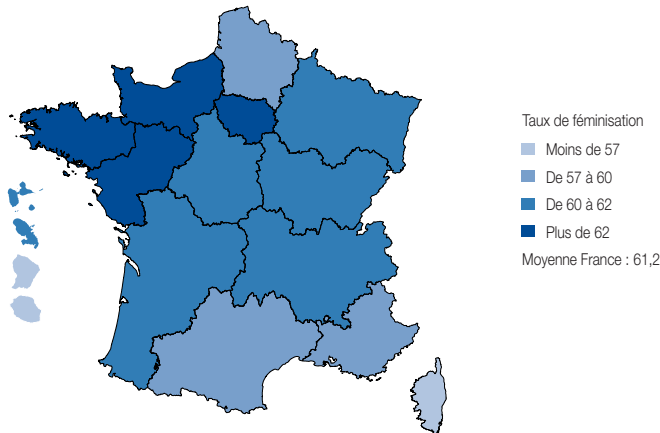 Taux de féminisation
Moins de 57
De 57 à 60
De 60 à 62
Plus de 62
Moyenne France : 61,2